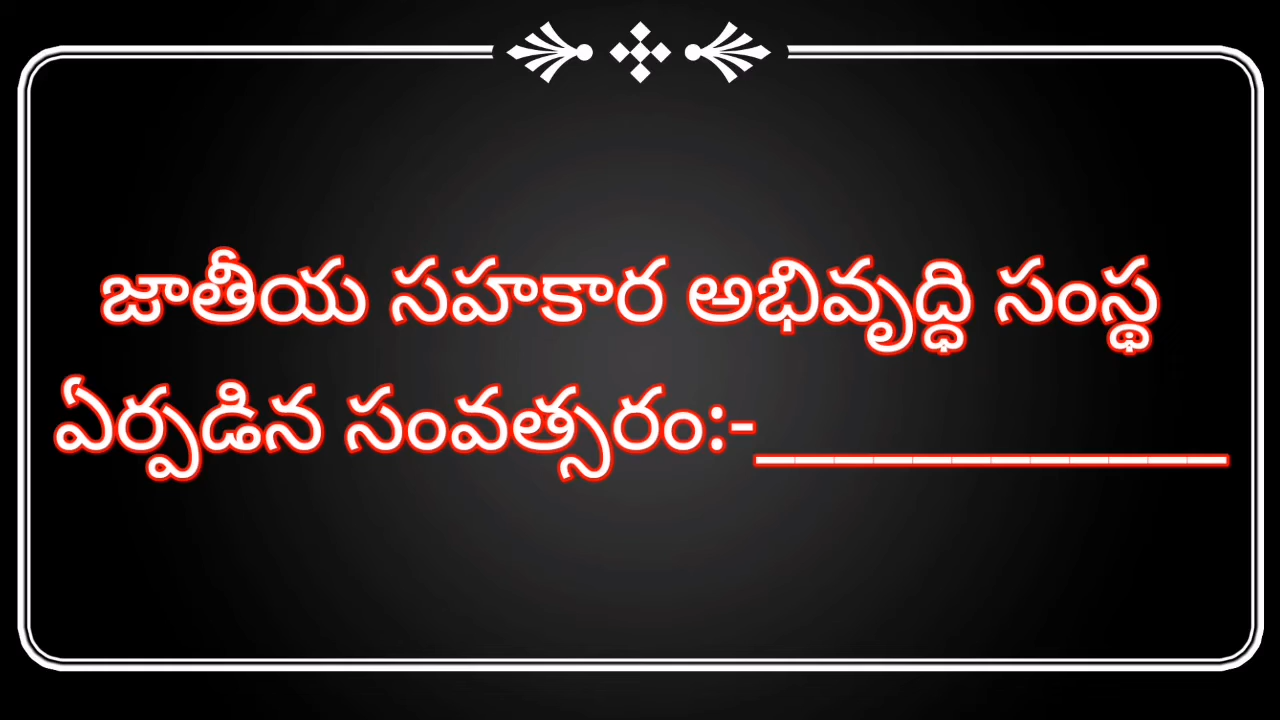 జాతీయ సహకార అభివృద్ధి సంస్థ
ఏర్పడిన సంవత్సరం:-____________